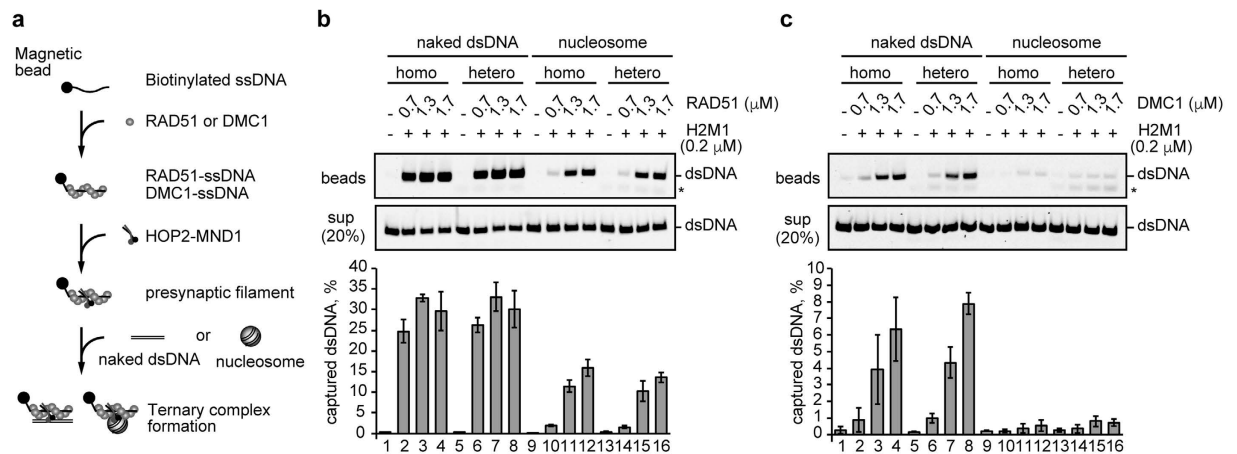 a
Magnetic
bead
Biotinylated ssDNA
RAD51 or DMC1
RAD51-ssDNA
DMC1-ssDNA
HOP2-MND1
presynaptic filament
or
naked dsDNA
nucleosome
Ternary complex
formation
b
naked dsDNA nucleosome
homo hetero homo hetero
- 0.7 1.3 1.7 - 0.7 1.3 1.7 - 0.7 1.3 1.7 - 0.7 1.3 1.7 RAD51 (μM)
- + + + - + + + - + + + - + + + H2M1
(0.2 μM)
beads
dsDNA
*
sup
(20%)
dsDNA
captured dsDNA, %
40
35
30
25
20
15
10
5
0
1 2 3 4 5 6 7 8 9 10 11 12 13 14 15 16
c
naked dsDNA nucleosome
homo hetero homo hetero
- 0.7 1.3 1.7 - 0.7 1.3 1.7 - 0.7 1.3 1.7 - 0.7 1.3 1.7 DMC1 (μM)
- + + + - + + + - + + + - + + + H2M1
(0.2 μM)
beads
dsDNA
*
sup
(20%)
dsDNA
captured dsDNA, %
10
9
8
7
6
5
4
3
2
1
0
1 2 3 4 5 6 7 8 9 10 11 12 13 14 15 16